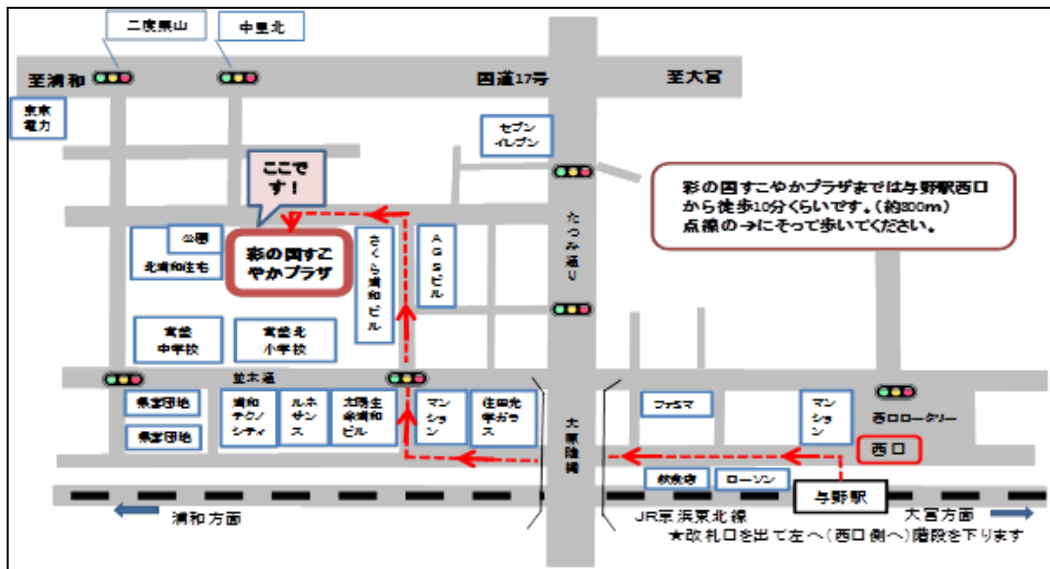 二度栗山
中里北
至浦和
国道17号
至大宮
東京
電力
セブン
イレブン
ここで
す!
彩の国すこやかプラザまでは与野駅西口
から徒歩10分くらいです。(約800m)
点線の→にそって歩いてください。
たつみ通り
公園
北浦和住宅
彩の国すこ
やかプラザ
さくら浦和ビル
AGSビル
常盤
中学校
常盤北
小学校
並木通
県営団地
県営団地
浦和
テクノ
シティ
ルネ
サンス
太陽生
命浦和
ビル
マン
ション
住田光
学ガラ
ス
大原陸橋
ファミマ
マン
ション
西口ロータリー
西口
飲食店
ローソン
与野駅
浦和方面
JR京浜東北線
大宮方面
★改札口を出て左へ(西口側へ)階段を下ります